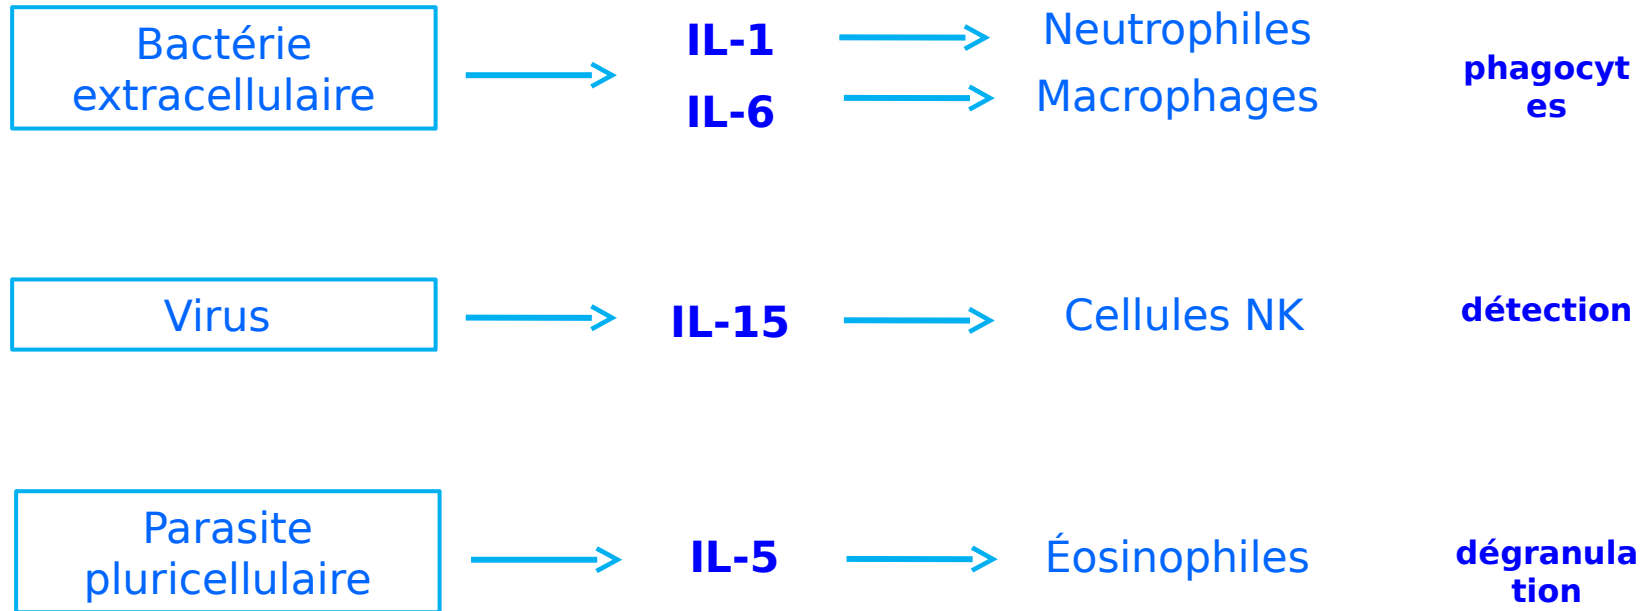 Bactérie
extracellulaire
IL-1
IL-6
Neutrophiles
Macrophages
phagocyt
es
Virus
IL-15
Cellules NK
détection
Parasite
pluricellulaire
IL-5
Éosinophiles
dégranula
tion